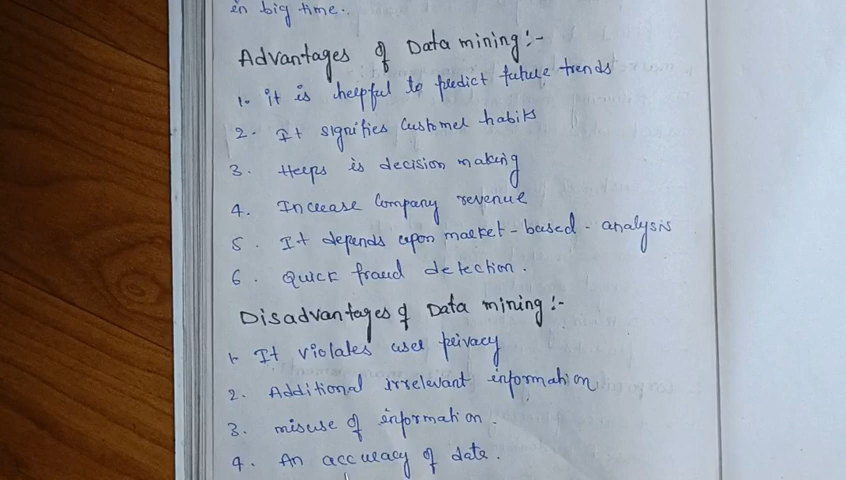 in big time.
Advantages of Data mining:-
1. it is helpful to predict future trends
2. It signifies customer habits
3. Helps is decision making
4. Increase Company revenue
5. It depends upon market-based-analysis
6. Quick fraud detection.
Disadvantages of Data mining:-
1. It violates user privacy
2. Additional irrelevant information
3. misuse of information.
4. An accuracy of data.